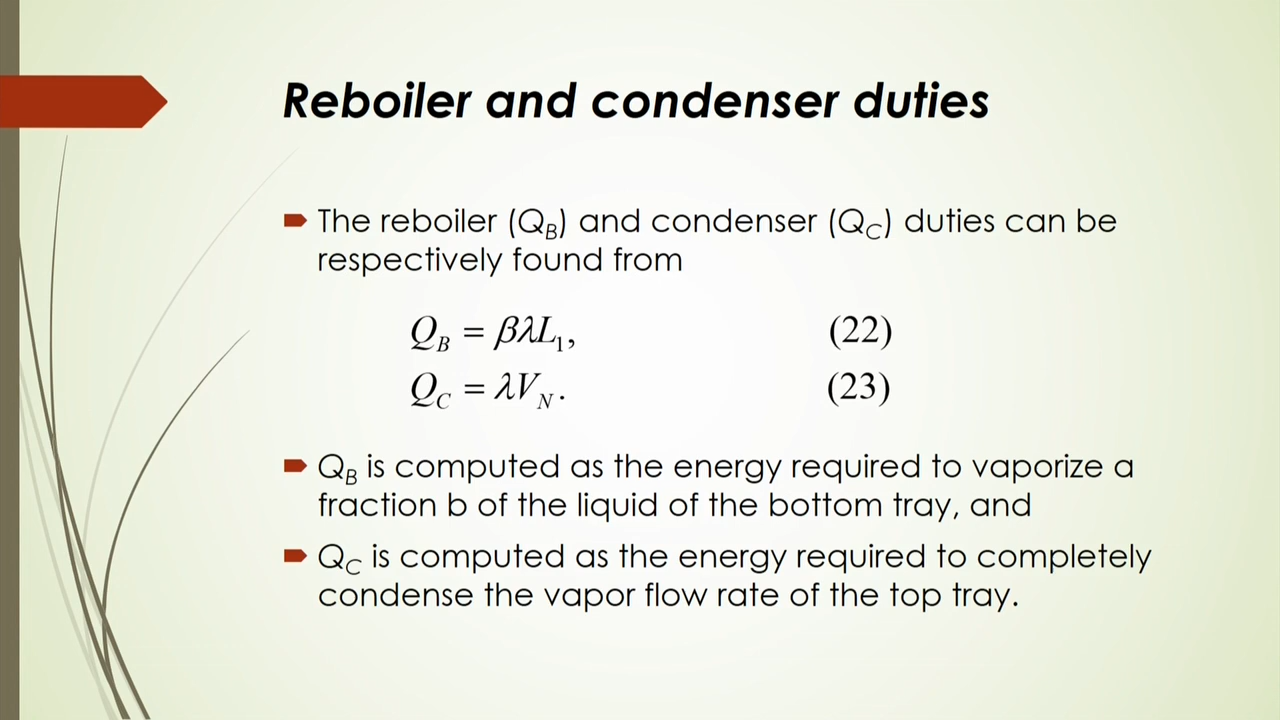 Reboiler and condenser duties
The reboiler (Q_B) and condenser (Q_C) duties can be
respectively found from
Q_B = βλL_1, (22)
Q_C = λV_N. (23)
Q_B is computed as the energy required to vaporize a
fraction b of the liquid of the bottom tray, and
Q_C is computed as the energy required to completely
condense the vapor flow rate of the top tray.